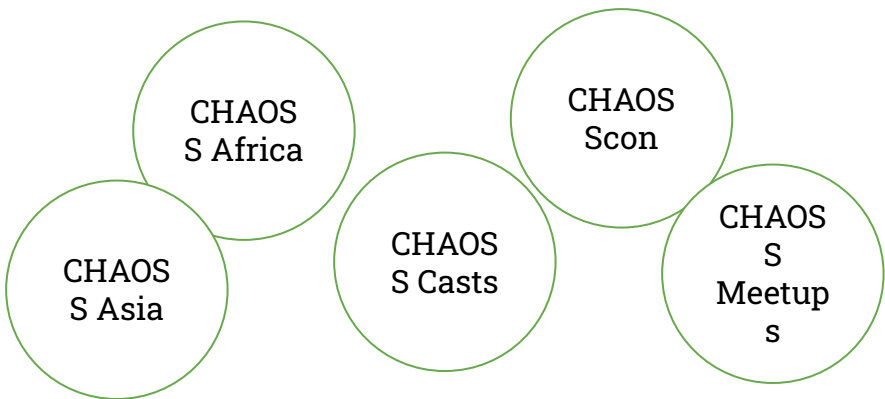 CHAOS
S Africa
CHAOS
Scon
CHAOS
S Asia
CHAOS
S Casts
CHAOS
S
Meetup
s